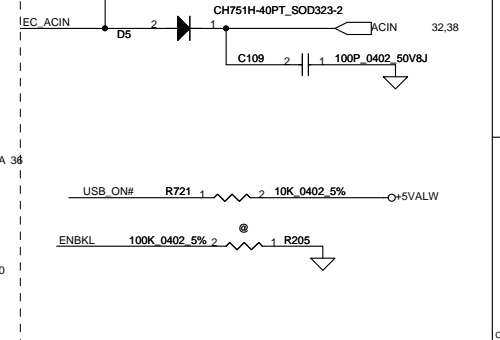 CH751H-40PT_SOD323-2
EC_ACIN D5 2 1 ACIN 32,38
C109 2 1 100P_0402_50V8J
A 36
USB_ON# R721 1 2 10K_0402_5% +5VALW
@
ENBKL 100K_0402_5% 2 1 R205
0